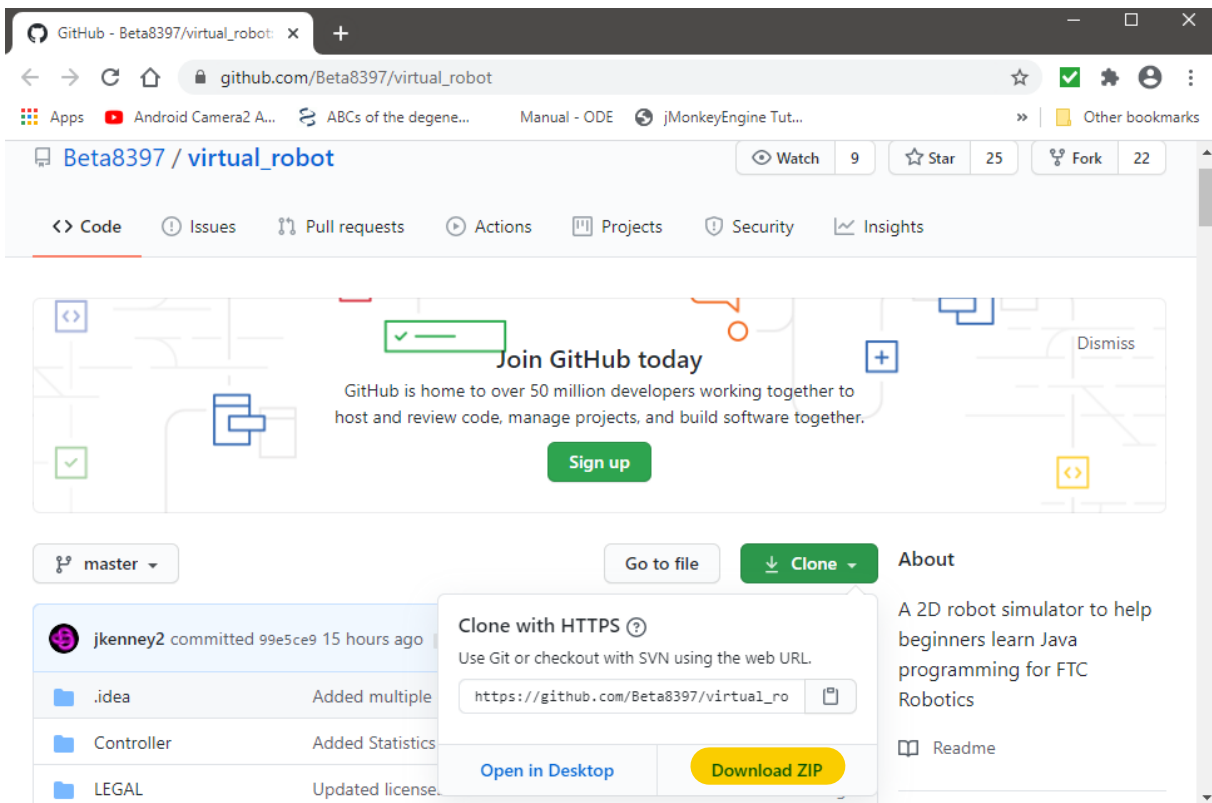 GitHub - Beta8397/virtual_robot:
github.com/Beta8397/virtual_robot
Apps Android Camera2 A... ABCs of the degene... Manual - ODE jMonkeyEngine Tut... » Other bookmarks
Beta8397 / virtual_robot Watch 9 Star 25 Fork 22
<> Code Issues Pull requests Actions Projects Security Insights
Dismiss
Join GitHub today
GitHub is home to over 50 million developers working together to
host and review code, manage projects, and build software together.
Sign up
master Go to file Clone About
A 2D robot simulator to help
beginners learn Java
programming for FTC
Robotics
Readme
jkenney2 committed 99e5ce9 15 hours ago
.idea Added multiple
Controller Added Statistics
LEGAL Updated license
Clone with HTTPS
Use Git or checkout with SVN using the web URL.
https://github.com/Beta8397/virtual_ro
Open in Desktop Download ZIP